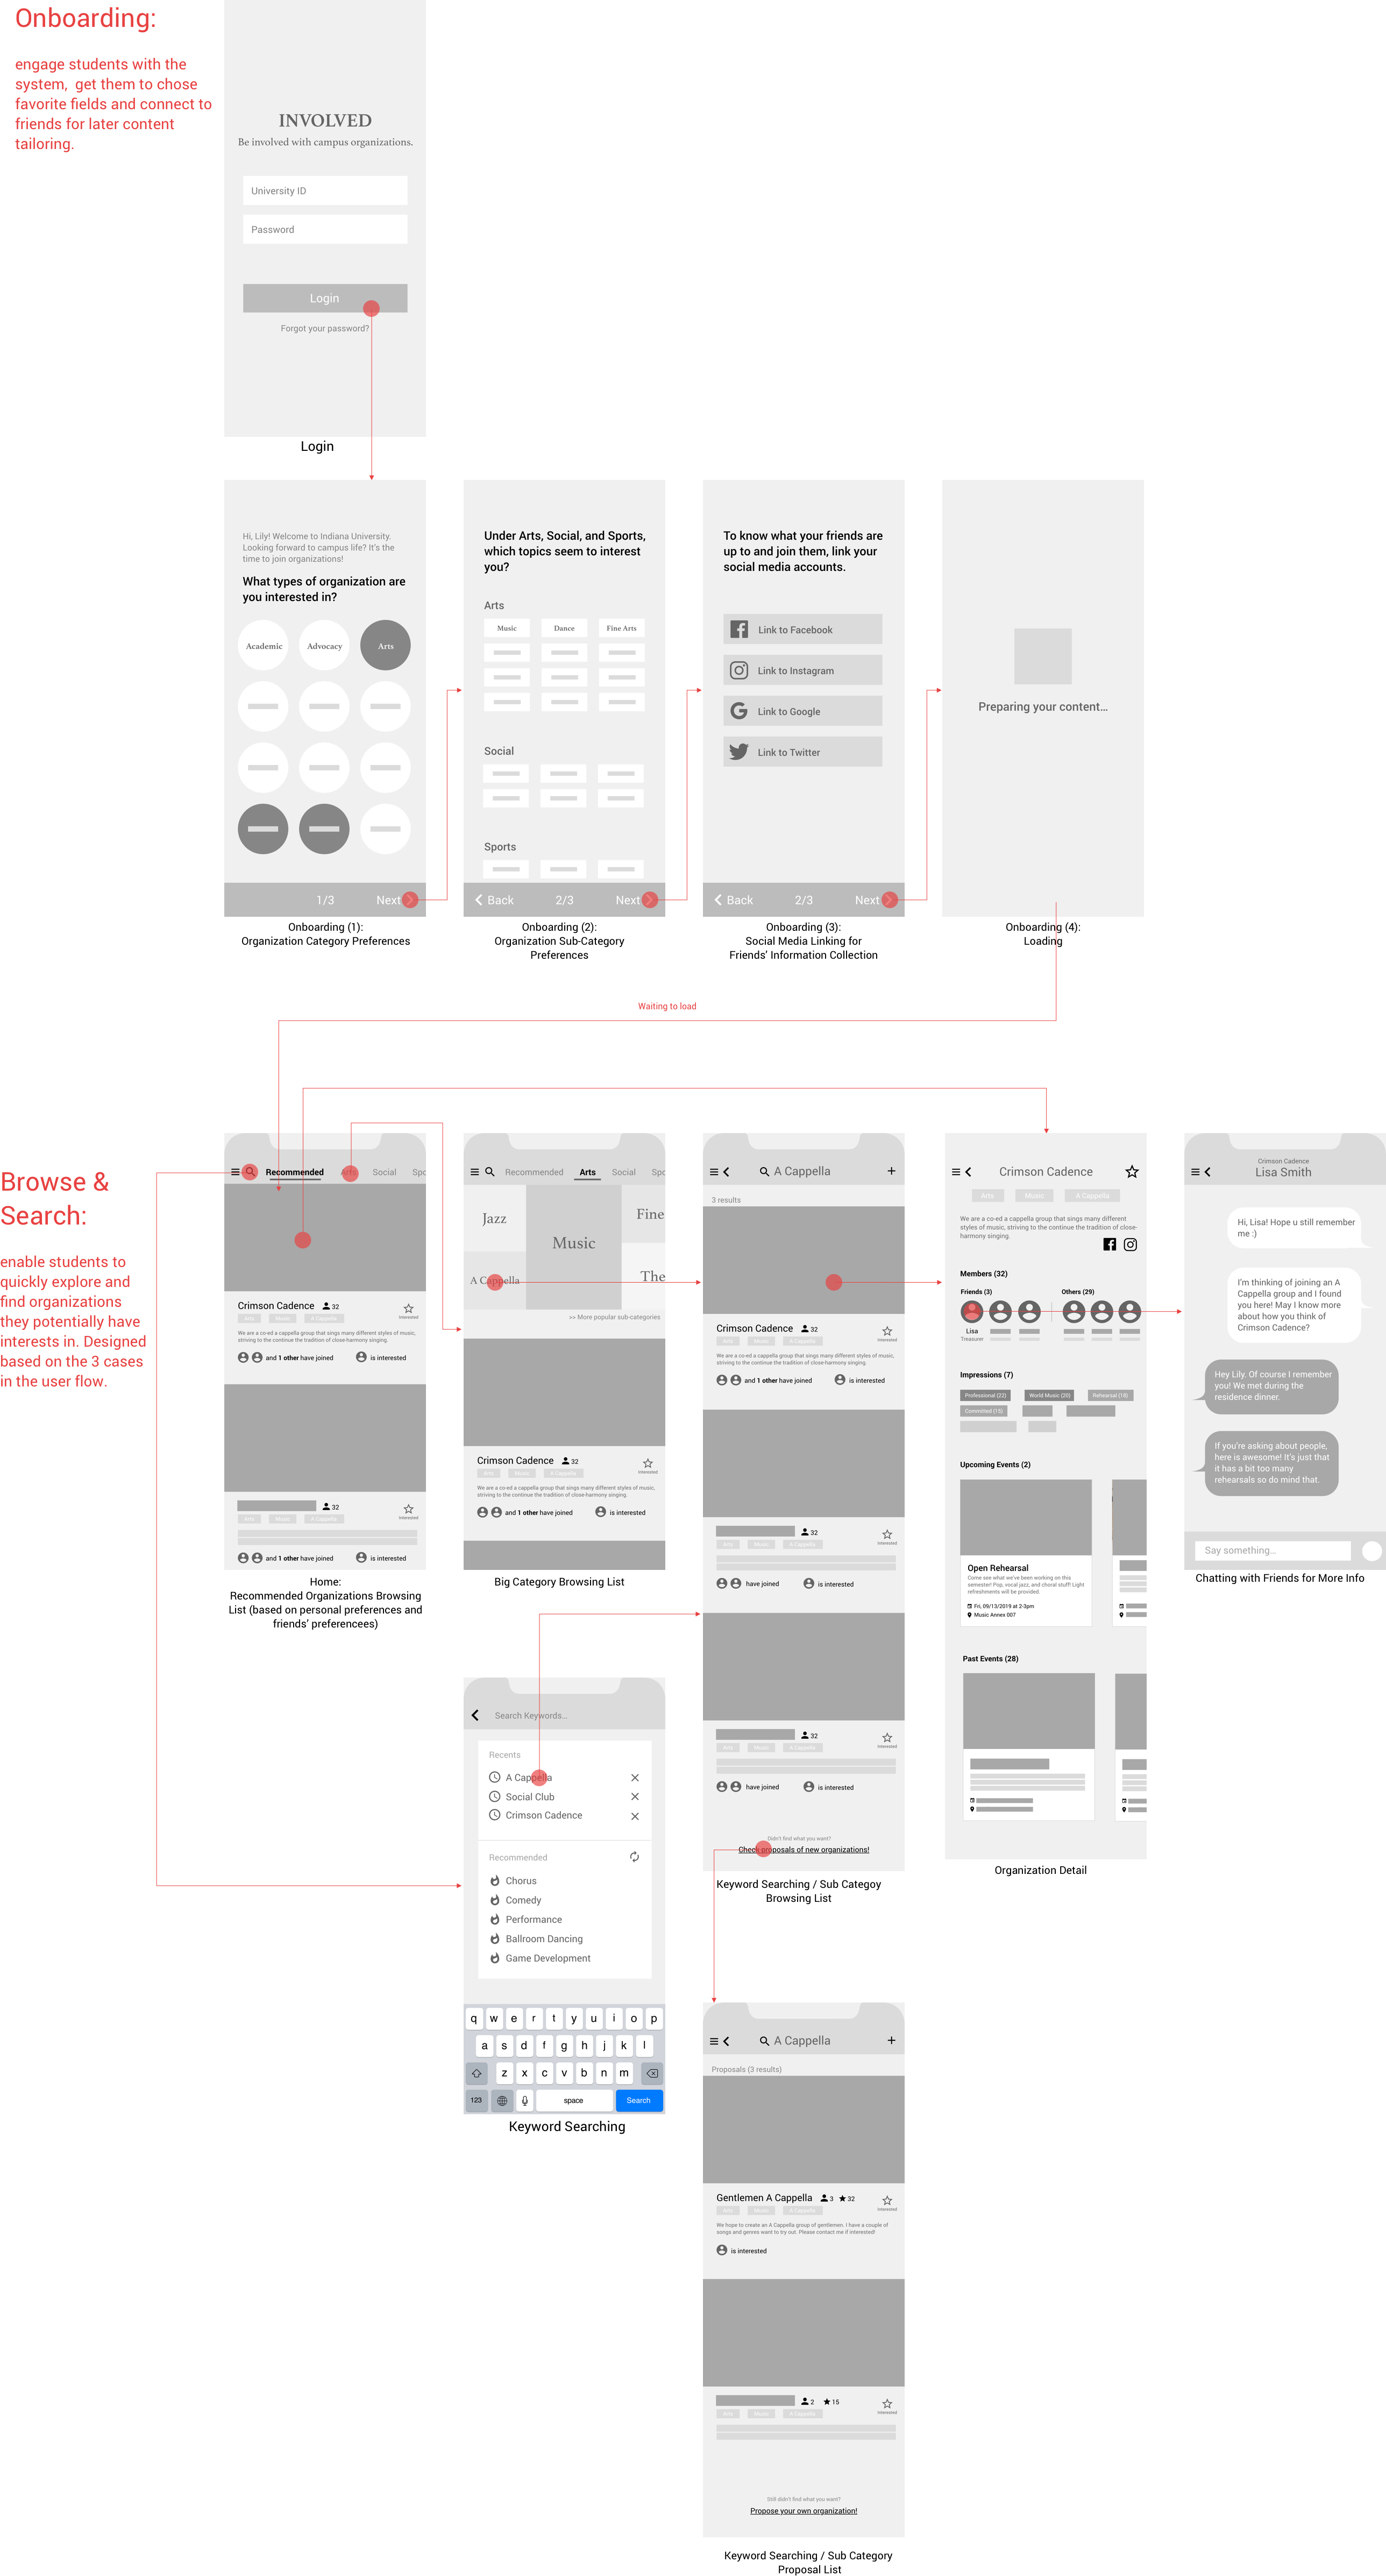 Onboarding:
engage students with the
system,  get them to chose
favorite fields and connect to
friends for later content
tailoring.
INVOLVED
Be involved with campus organizations.
University ID
Password
Login
Forgot your password?
Login
Hi, Lily! Welcome to Indiana University.
Looking forward to campus life? It's the
time to join organizations!
What types of organization are
you interested in?
Academic
Advocacy
Arts
1/3
Next
Onboarding (1):
Organization Category Preferences
Under Arts, Social, and Sports,
which topics seem to interest
you?
Arts
Music
Dance
Fine Arts
Social
Sports
Back
2/3
Next
Onboarding (2):
Organization Sub-Category
Preferences
To know what your friends are
up to and join them, link your
social media accounts.
Link to Facebook
Link to Instagram
Link to Google
Link to Twitter
Back
2/3
Next
Onboarding (3):
Social Media Linking for
Friends' Information Collection
Preparing your content...
Onboarding (4):
Loading
Waiting to load
Browse &
Search:
enable students to
quickly explore and
find organizations
they potentially have
interests in. Designed
based on the 3 cases
in the user flow.
Recommended
Arts
Social
Spc
Crimson Cadence
32
Interested
Arts
Music
A Cappella
We are a co-ed a cappella group that sings many different styles of music,
striving to the continue the tradition of close-harmony singing.
and 1 other have joined
is interested
32
Interested
Arts
Music
A Cappella
and 1 other have joined
is interested
Home:
Recommended Organizations Browsing
List (based on personal preferences and
friends' preferencees)
Recommended
Arts
Social
Spc
Jazz
Music
Fine
A Cappella
The
>> More popular sub-categories
Crimson Cadence
32
Interested
Arts
Music
A Cappella
We are a co-ed a cappella group that sings many different styles of music,
striving to the continue the tradition of close-harmony singing.
and 1 other have joined
is interested
Big Category Browsing List
A Cappella
+
3 results
Crimson Cadence
32
Interested
Arts
Music
A Cappella
We are a co-ed a cappella group that sings many different styles of music,
striving to the continue the tradition of close-harmony singing.
and 1 other have joined
is interested
32
Interested
Arts
Music
A Cappella
have joined
is interested
32
Interested
Arts
Music
A Cappella
have joined
is interested
Didn't find what you want?
Check proposals of new organizations!
Keyword Searching / Sub Categoy
Browsing List
Crimson Cadence
Arts
Music
A Cappella
We are a co-ed a cappella group that sings many different
styles of music, striving to the continue the tradition of close-
harmony singing.
Members (32)
Friends (3)
Others (29)
Lisa
Treasurer
Impressions (7)
Professional (22)
World Music (20)
Rehearsal (18)
Committed (15)
Upcoming Events (2)
Open Rehearsal
Come see what we've been working on this
semester! Pop, vocal jazz, and choral stuff! Light
refreshments will be provided.
Fri, 09/13/2019 at 2-3pm
Music Annex 007
Past Events (28)
Organization Detail
Crimson Cadence
Lisa Smith
Hi, Lisa! Hope u still remember
me :)
I'm thinking of joining an A
Cappella group and I found
you here! May I know more
about how you think of
Crimson Cadence?
Hey Lily. Of course I remember
you! We met during the
residence dinner.
If you're asking about people,
here is awesome! It's just that
it has a bit too many
rehearsals so do mind that.
Say something...
Chatting with Friends for More Info
Search Keywords...
Recents
A Cappella
Social Club
Crimson Cadence
Recommended
Chorus
Comedy
Performance
Ballroom Dancing
Game Development
q w e r t y u i o p
a s d f g h j k l
z x c v b n m
123
space
Search
Keyword Searching
A Cappella
+
Proposals (3 results)
Gentlemen A Cappella
3
32
Interested
Arts
Music
A Cappella
We hope to create an A Cappella group of gentlemen. I have a couple of
songs and genres want to try out. Please contact me if interested!
is interested
2
15
Interested
Arts
Music
A Cappella
Still didn't find what you want?
Propose your own organization!
Keyword Searching / Sub Category
Proposal List